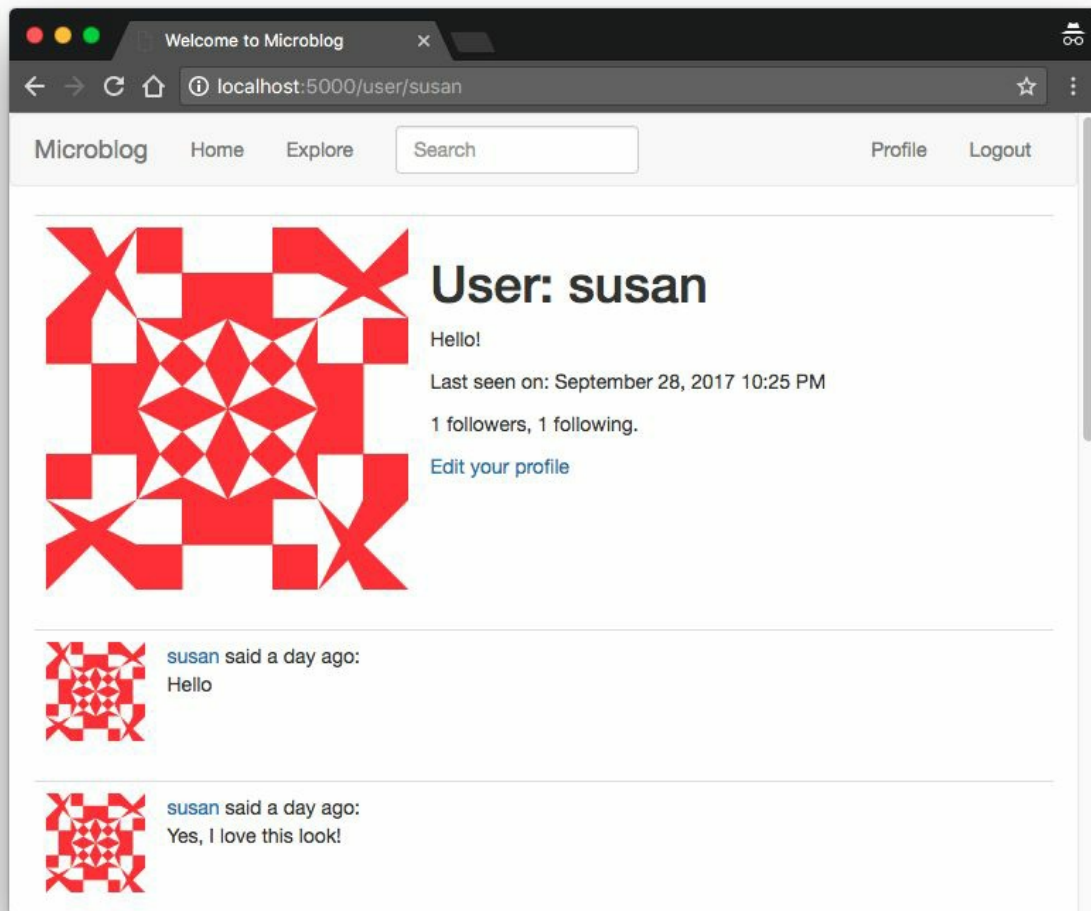 Welcome to Microblog
localhost:5000/user/susan
Microblog Home Explore Search Profile Logout
User: susan
Hello!
Last seen on: September 28, 2017 10:25 PM
1 followers, 1 following.
Edit your profile
susan said a day ago:
Hello
susan said a day ago:
Yes, I love this look!